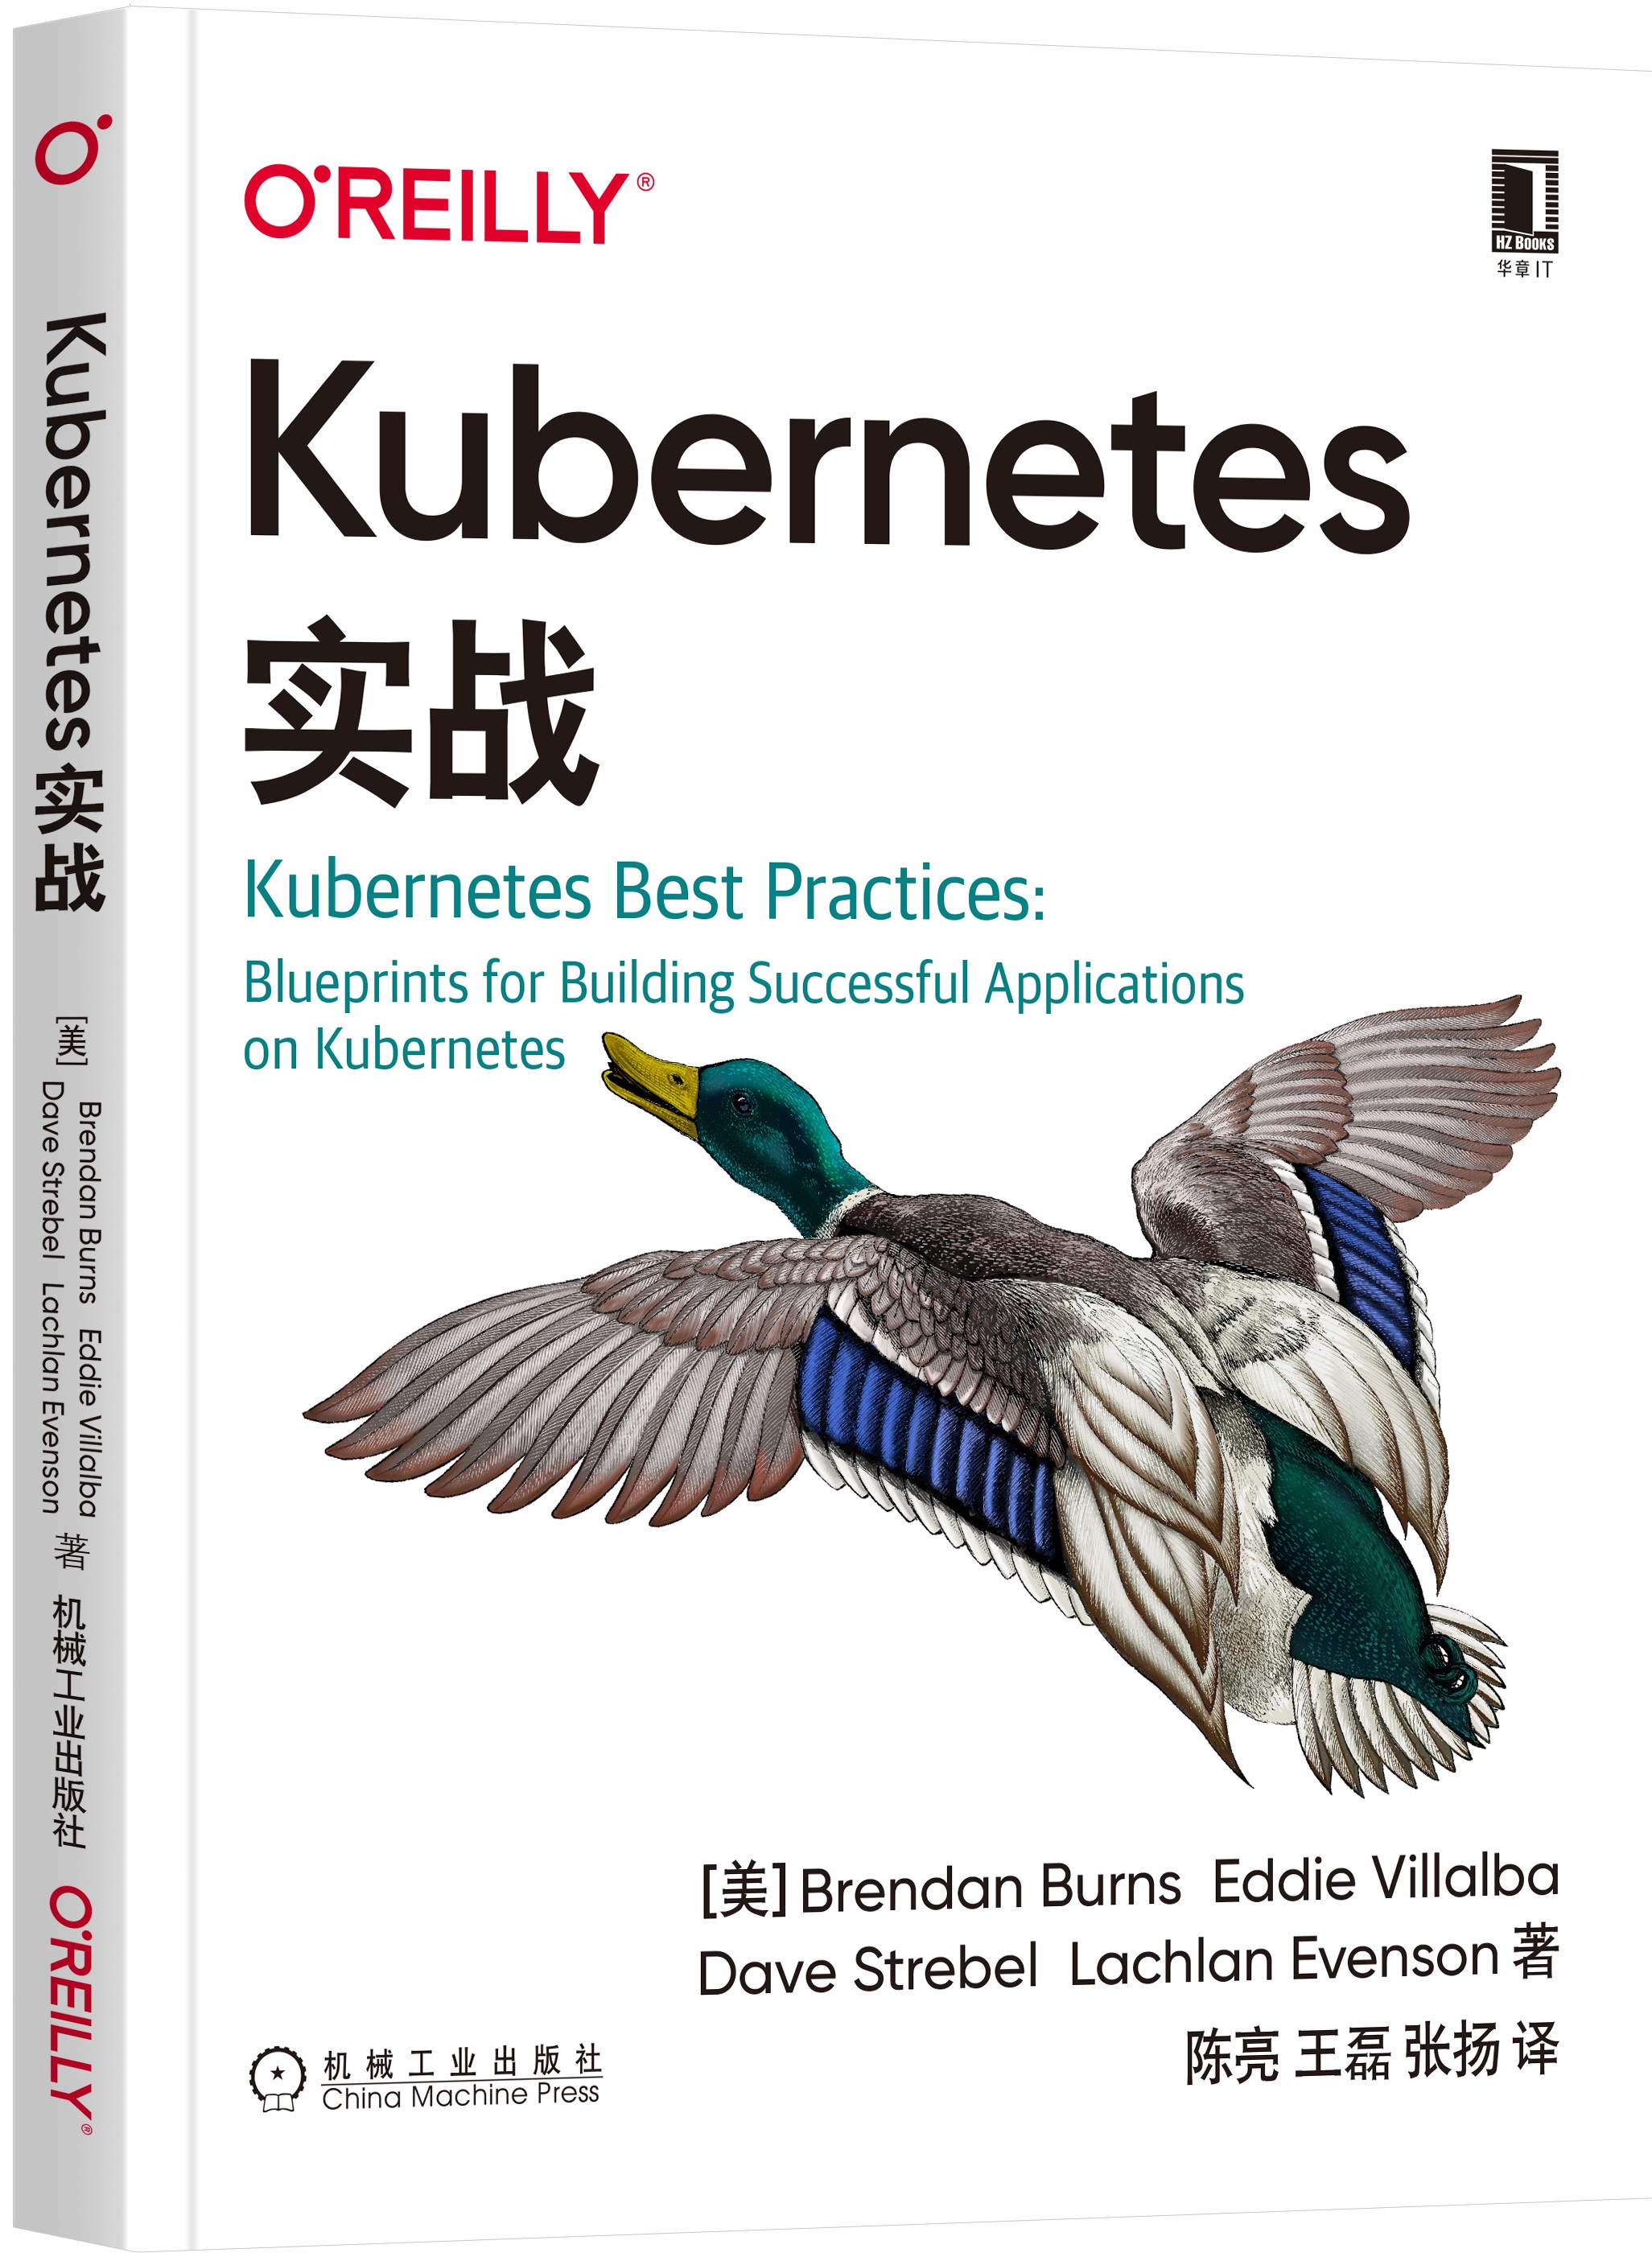 O'REILLY®
HZ BOOKS
华章IT
Kubernetes
实战
Kubernetes Best Practices:
Blueprints for Building Successful Applications
on Kubernetes
[美] Brendan Burns Eddie Villalba
Dave Strebel Lachlan Evenson 著
陈亮 王磊 张扬 译
机械工业出版社
China Machine Press
Kubernetes实战
[美]
Brendan Burns Eddie Villalba
Dave Strebel Lachlan Evenson
著
机械工业出版社
O'REILLY®